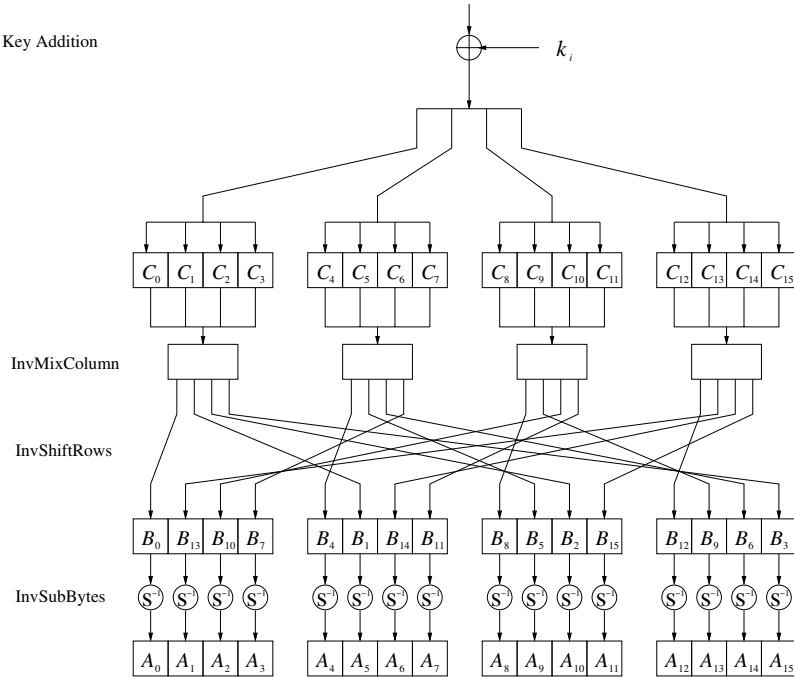 Key Addition
k_i
C_0 C_1 C_2 C_3 C_4 C_5 C_6 C_7 C_8 C_9 C_10 C_11 C_12 C_13 C_14 C_15
InvMixColumn
InvShiftRows
B_0 B_13 B_10 B_7 B_4 B_1 B_14 B_11 B_8 B_5 B_2 B_15 B_12 B_9 B_6 B_3
InvSubBytes S^-1 S^-1 S^-1 S^-1 S^-1 S^-1 S^-1 S^-1 S^-1 S^-1 S^-1 S^-1 S^-1 S^-1 S^-1 S^-1
A_0 A_1 A_2 A_3 A_4 A_5 A_6 A_7 A_8 A_9 A_10 A_11 A_12 A_13 A_14 A_15